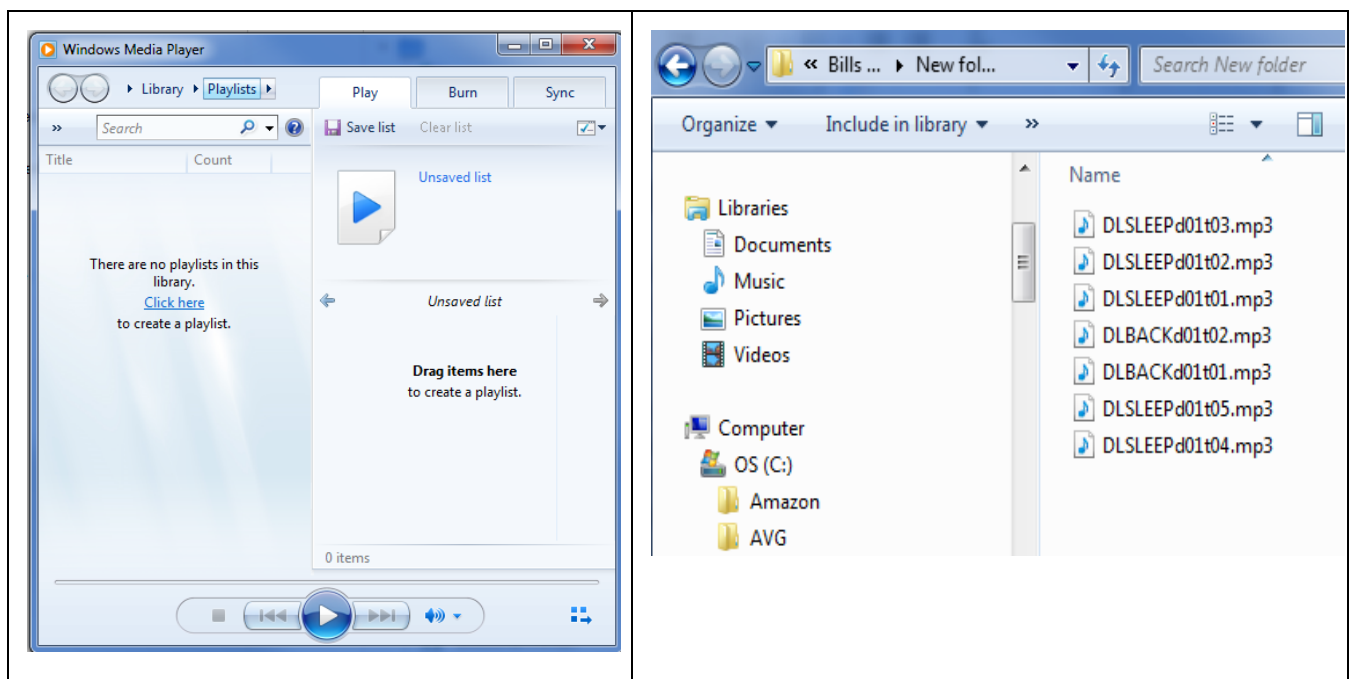 Windows Media Player
Library Playlists
Play Burn Sync
» Search
Save list Clear list
Title Count
Unsaved list
There are no playlists in this
library.
Click here
to create a playlist.
Unsaved list
Drag items here
to create a playlist.
0 items
« Bills ... New fol...
Search New folder
Organize Include in library »
Libraries
Documents
Music
Pictures
Videos
Computer
OS (C:)
Amazon
AVG
Name
DLSLEEPd01t03.mp3
DLSLEEPd01t02.mp3
DLSLEEPd01t01.mp3
DLBACKd01t02.mp3
DLBACKd01t01.mp3
DLSLEEPd01t05.mp3
DLSLEEPd01t04.mp3